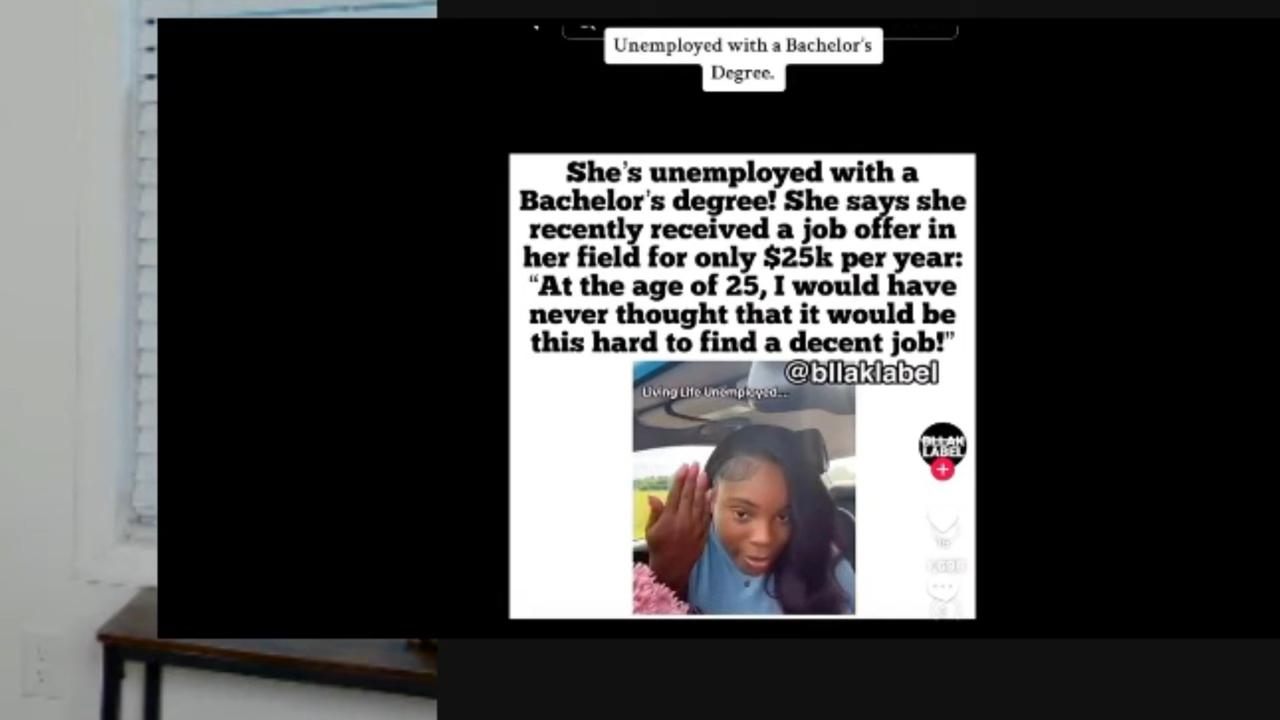 Unemployed with a Bachelor's
Degree.
She's unemployed with a
Bachelor's degree! She says she
recently received a job offer in
her field for only $25k per year:
“At the age of 25, I would have
never thought that it would be
this hard to find a decent job!”
@bllaklabel
Living Life Unemployed...
BLLAK
LABEL